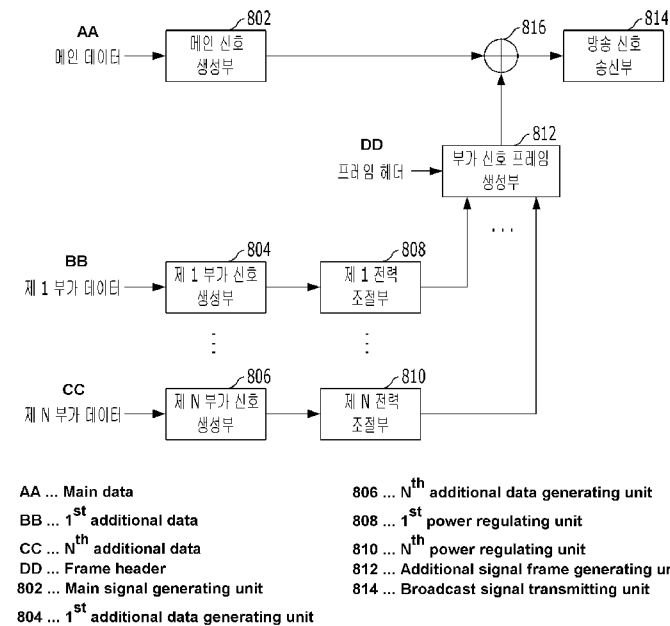 802
814
AA
메인 데이터
메인 신호
생성부
816
방송 신호
송신부
DD
프레임 헤더
812
부가 신호 프레임
생성부
...
BB
제 1 부가 데이터
804
제 1 부가 신호
생성부
808
제 1 전력
조절부
CC
제 N 부가 데이터
806
제 N 부가 신호
생성부
810
제 N 전력
조절부
AA ... Main data
BB ... 1st additional data
CC ... Nth additional data
DD ... Frame header
802 ... Main signal generating unit
804 ... 1st additional data generating unit
806 ... Nth additional data generating unit
808 ... 1st power regulating unit
810 ... Nth power regulating unit
812 ... Additional signal frame generating
814 ... Broadcast signal transmitting unit